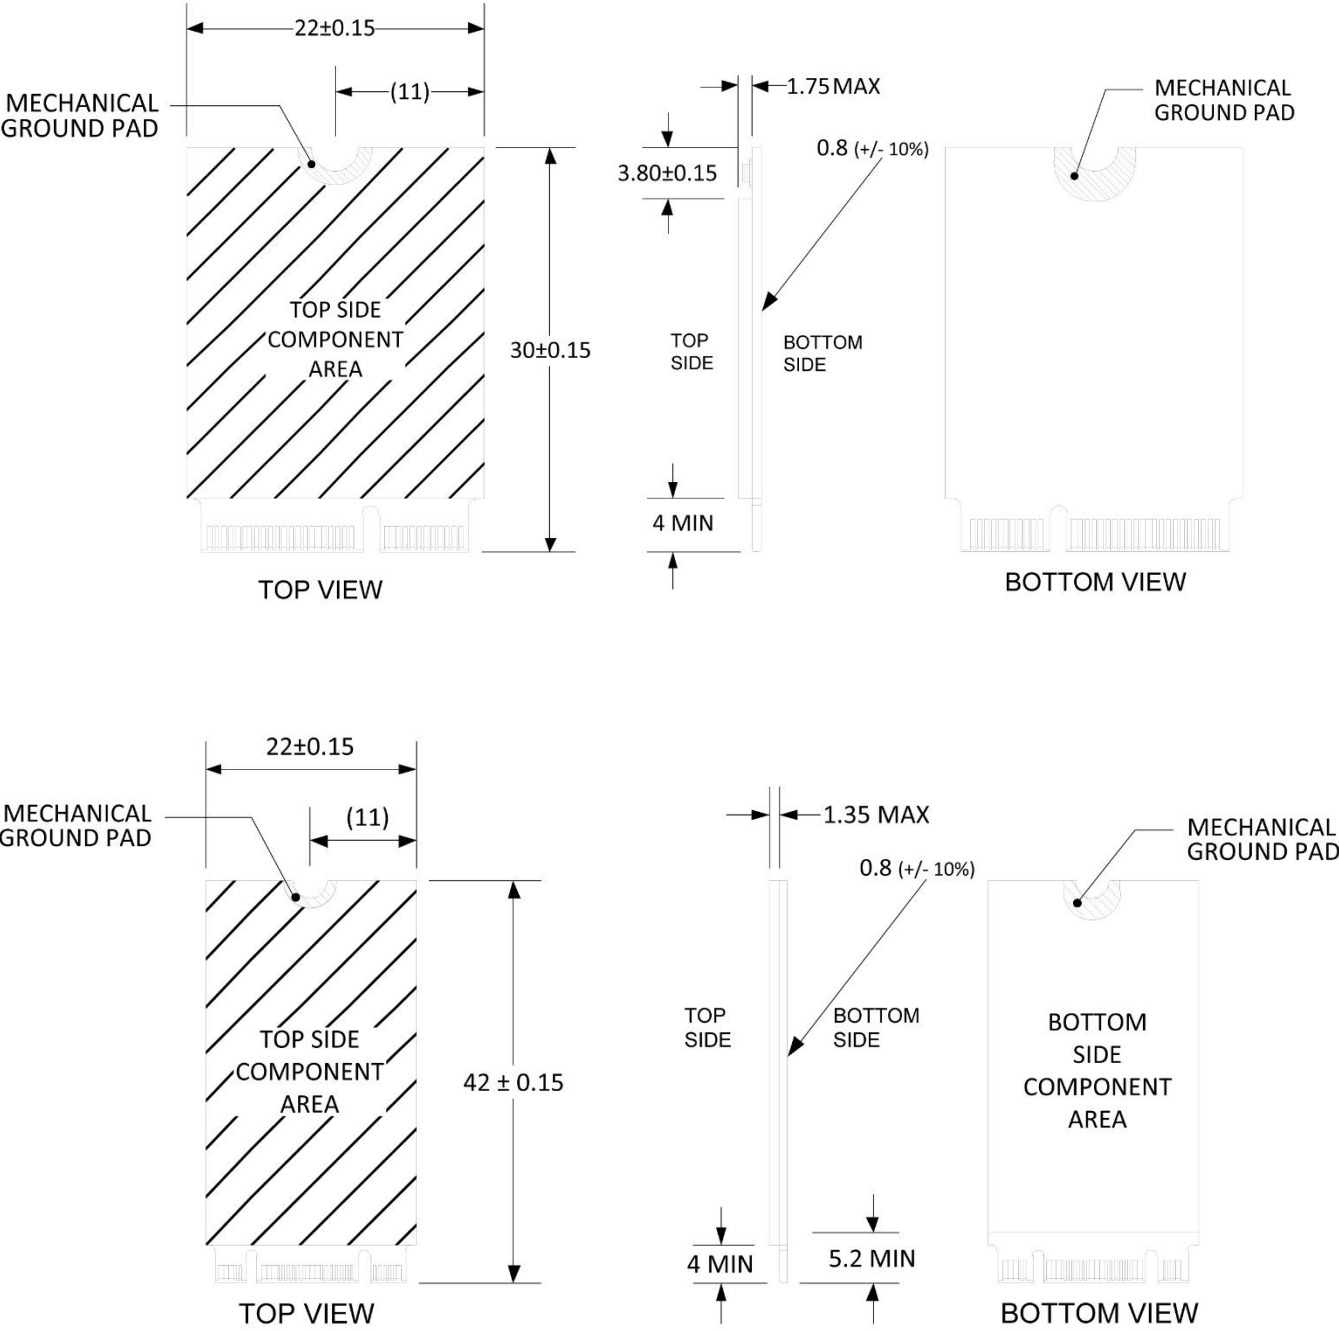 22±0.15
(11)
MECHANICAL
GROUND PAD
1.75 MAX
MECHANICAL
GROUND PAD
0.8 (+/- 10%)
3.80±0.15
TOP SIDE
COMPONENT
AREA
30±0.15
TOP
SIDE
BOTTOM
SIDE
4 MIN
TOP VIEW
BOTTOM VIEW
22±0.15
(11)
MECHANICAL
GROUND PAD
1.35 MAX
MECHANICAL
GROUND PAD
0.8 (+/- 10%)
TOP SIDE
COMPONENT
AREA
42 ± 0.15
TOP
SIDE
BOTTOM
SIDE
BOTTOM
SIDE
COMPONENT
AREA
4 MIN
5.2 MIN
TOP VIEW
BOTTOM VIEW